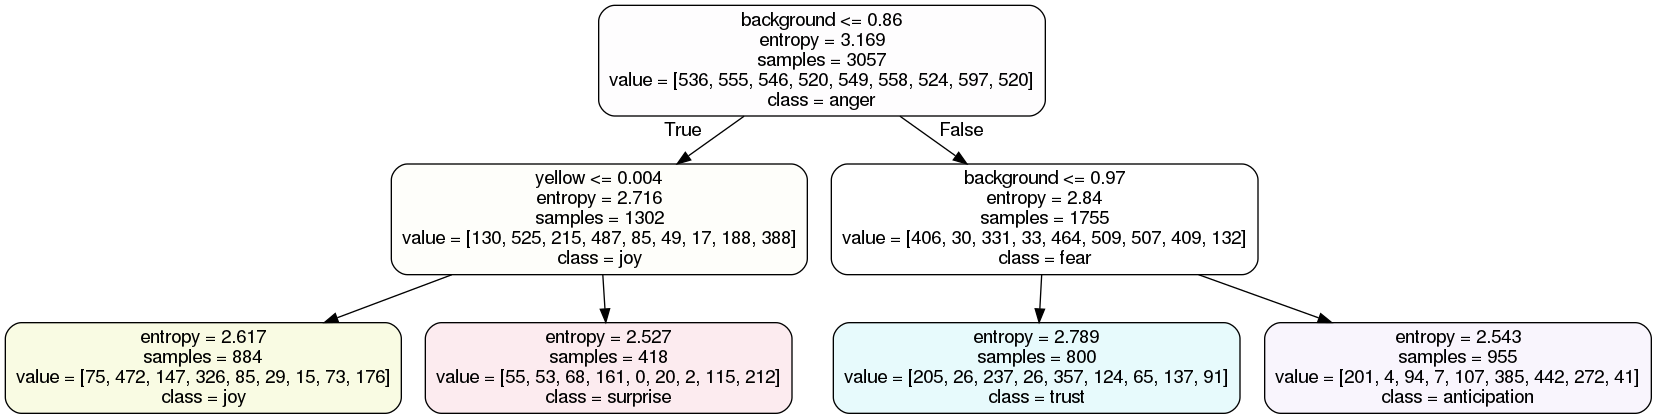 background <= 0.86
entropy = 3.169
samples = 3057
value = [536, 555, 546, 520, 549, 558, 524, 597, 520]
class = anger
True
False
yellow <= 0.004
entropy = 2.716
samples = 1302
value = [130, 525, 215, 487, 85, 49, 17, 188, 388]
class = joy
background <= 0.97
entropy = 2.84
samples = 1755
value = [406, 30, 331, 33, 464, 509, 507, 409, 132]
class = fear
entropy = 2.617
samples = 884
value = [75, 472, 147, 326, 85, 29, 15, 73, 176]
class = joy
entropy = 2.527
samples = 418
value = [55, 53, 68, 161, 0, 20, 2, 115, 212]
class = surprise
entropy = 2.789
samples = 800
value = [205, 26, 237, 26, 357, 124, 65, 137, 91]
class = trust
entropy = 2.543
samples = 955
value = [201, 4, 94, 7, 107, 385, 442, 272, 41]
class = anticipation